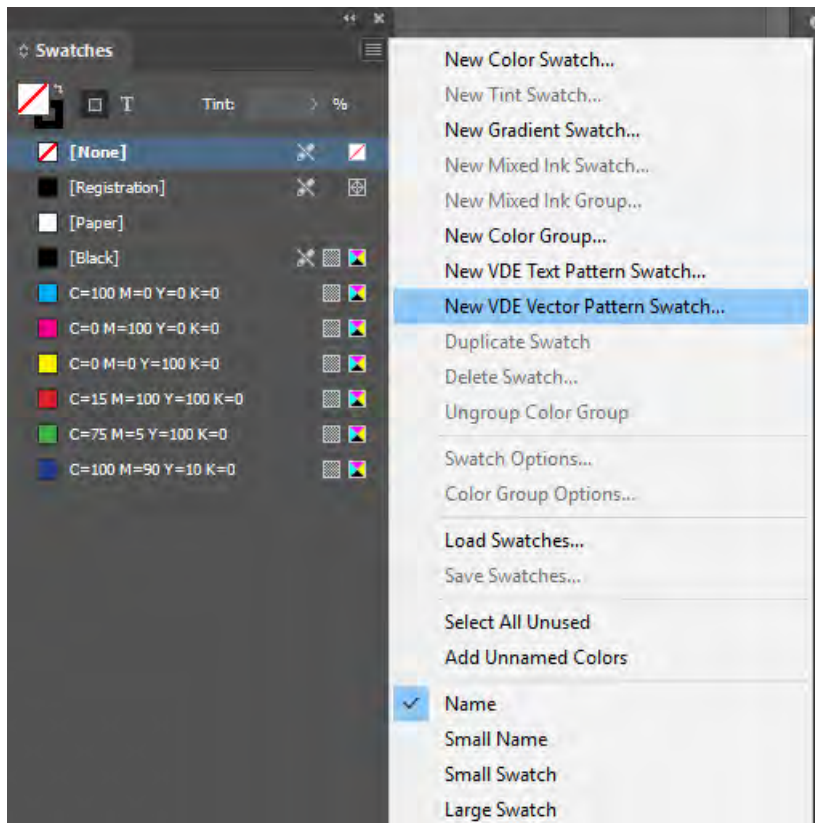 Swatches
T Tint: %
[None]
[Registration]
[Paper]
[Black]
C=100 M=0 Y=0 K=0
C=0 M=100 Y=0 K=0
C=0 M=0 Y=100 K=0
C=15 M=100 Y=100 K=0
C=75 M=5 Y=100 K=0
C=100 M=90 Y=10 K=0
New Color Swatch...
New Tint Swatch...
New Gradient Swatch...
New Mixed Ink Swatch...
New Mixed Ink Group...
New Color Group...
New VDE Text Pattern Swatch...
New VDE Vector Pattern Swatch...
Duplicate Swatch
Delete Swatch...
Ungroup Color Group
Swatch Options...
Color Group Options...
Load Swatches...
Save Swatches...
Select All Unused
Add Unnamed Colors
Name
Small Name
Small Swatch
Large Swatch